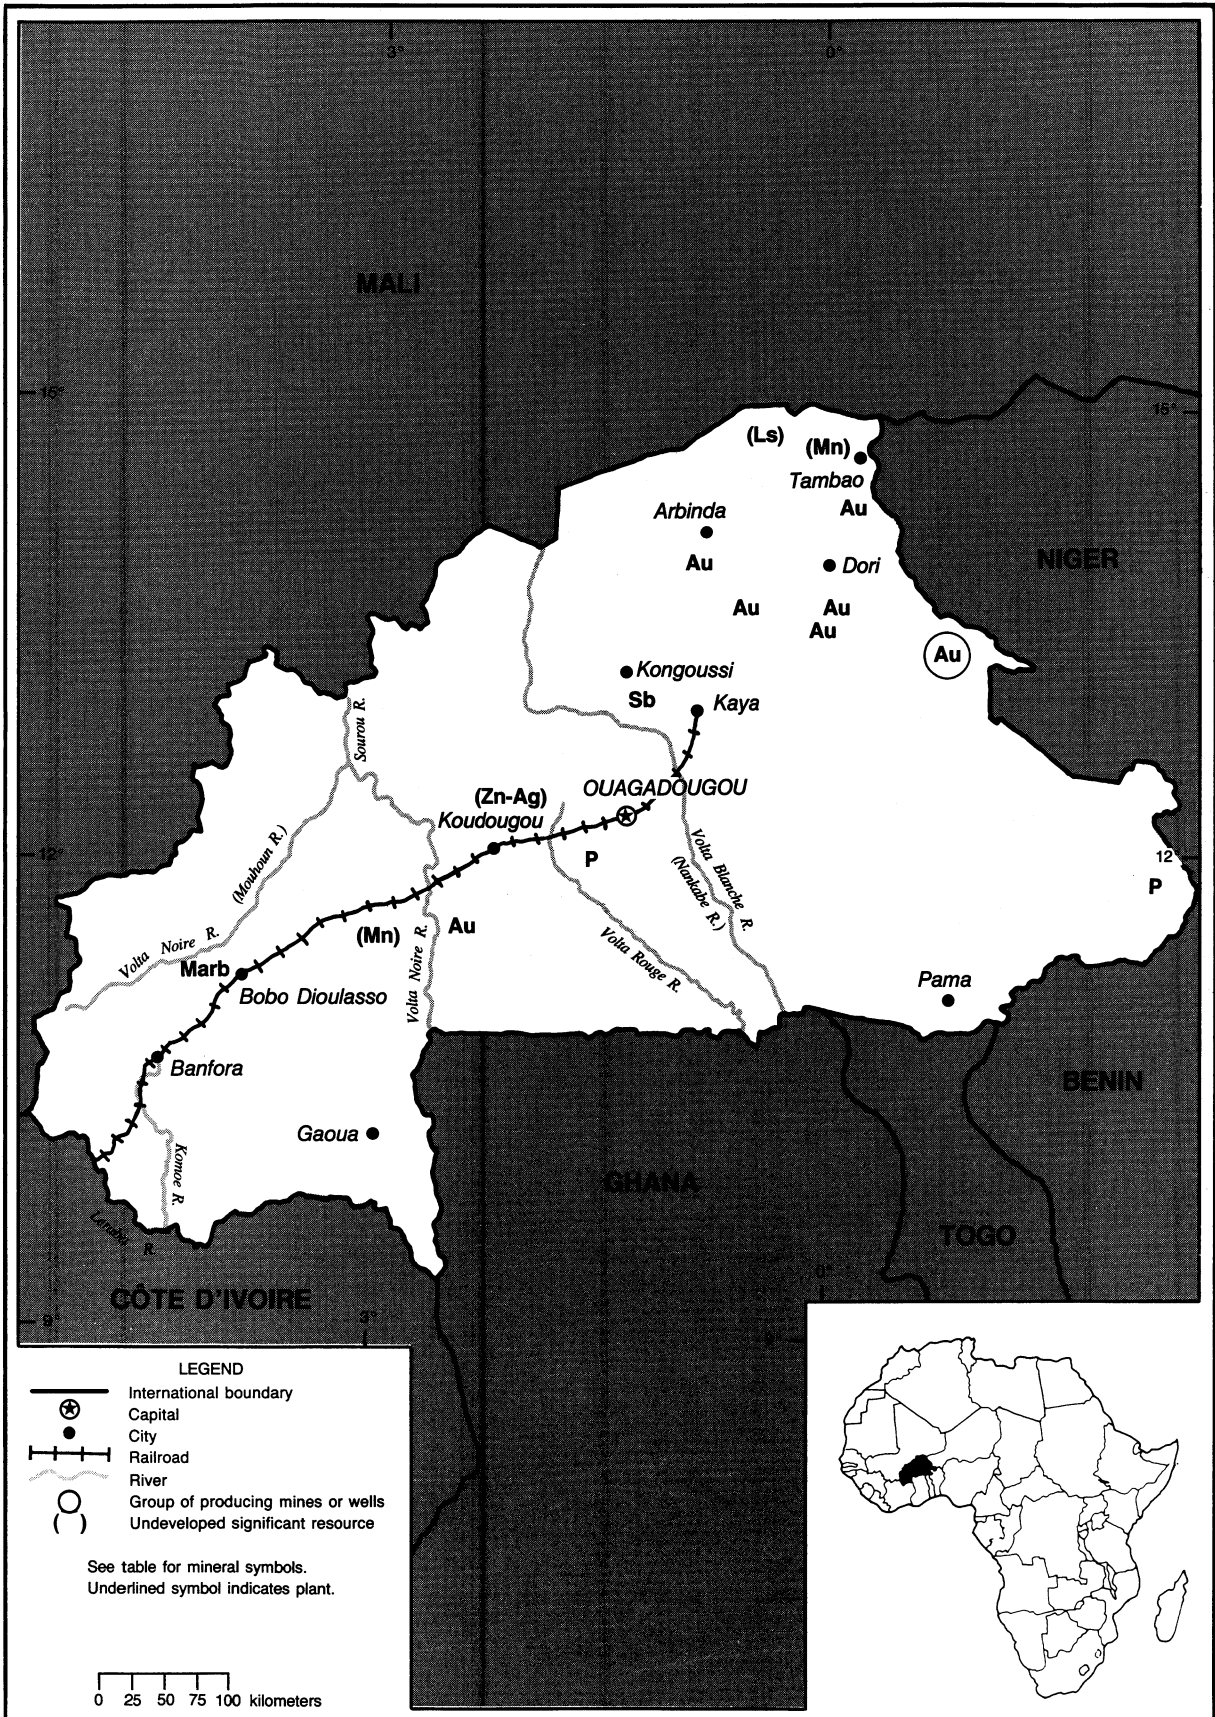 3°
0°
MALI
15°
15°
(Ls)
(Mn)
Tambao
Au
Arbinda
Au
Dori
NIGER
Au
Au
Au
Au
Kongoussi
Sb
Kaya
Sourou R.
OUAGADOUGOU
(Zn-Ag)
Koudougou
(Mouhoun R.)
P
Volta Blanche R.
(Nankabe R.)
12°
12
P
Au
(Mn)
Volta Noire R.
Volta Noire R.
Volta Rouge R.
Marb
Bobo Dioulasso
Pama
Banfora
BENIN
Gaoua
Komoe R.
GHANA
R.
TOGO
0°
CÔTE D'IVOIRE
9°
3°
LEGEND
International boundary
Capital
City
Railroad
River
Group of producing mines or wells
( ) Undeveloped significant resource
See table for mineral symbols.
Underlined symbol indicates plant.
0 25 50 75 100 kilometers